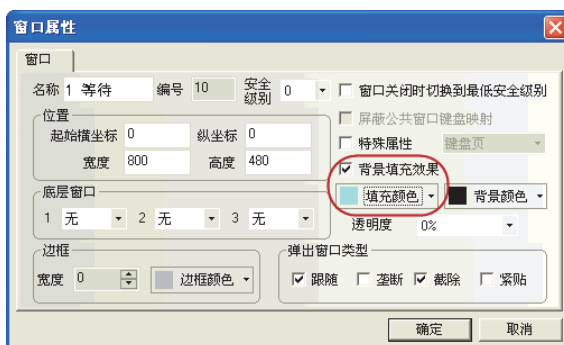 窗口属性
窗口
名称 1 等待 编号 10 安全级别 0 窗口关闭时切换到最低安全级别
位置 屏蔽公共窗口键盘映射
起始横坐标 0 纵坐标 0 特殊属性 键盘页
宽度 800 高度 480 背景填充效果
底层窗口 填充颜色 背景颜色
1 无 2 无 3 无 透明度 0%
边框 弹出窗口类型
宽度 0 边框颜色 跟随 垄断 截除 紧贴
确定 取消